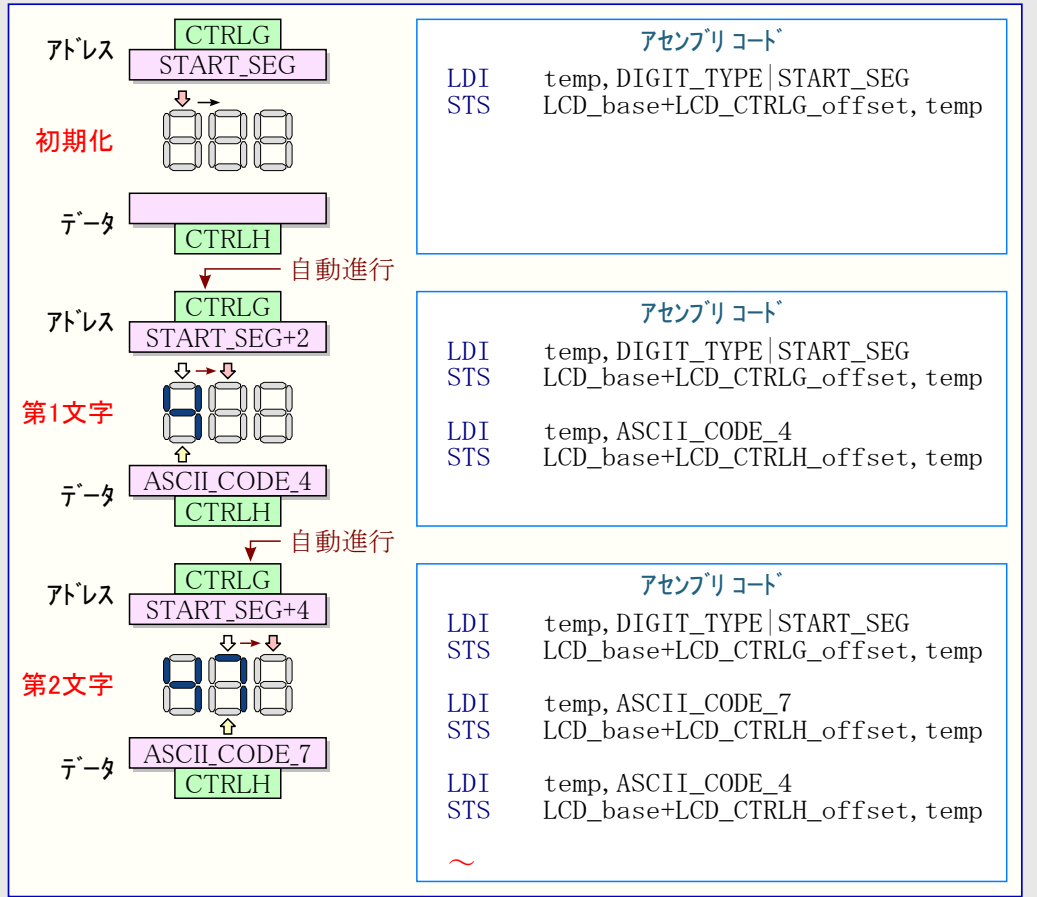 CTRLG
アドレス
START_SEG
初期化
データ
CTRLH
アセンブリ コード
LDI temp,DIGIT_TYPE|START_SEG
STS LCD_base+LCD_CTRLG_offset,temp
自動進行
CTRLG
アドレス
START_SEG+2
第1文字
ASCII_CODE_4
データ
CTRLH
アセンブリ コード
LDI temp,DIGIT_TYPE|START_SEG
STS LCD_base+LCD_CTRLG_offset,temp
LDI temp,ASCII_CODE_4
STS LCD_base+LCD_CTRLH_offset,temp
自動進行
CTRLG
アドレス
START_SEG+4
第2文字
ASCII_CODE_7
データ
CTRLH
アセンブリ コード
LDI temp,DIGIT_TYPE|START_SEG
STS LCD_base+LCD_CTRLG_offset,temp
LDI temp,ASCII_CODE_7
STS LCD_base+LCD_CTRLH_offset,temp
LDI temp,ASCII_CODE_4
STS LCD_base+LCD_CTRLH_offset,temp
～